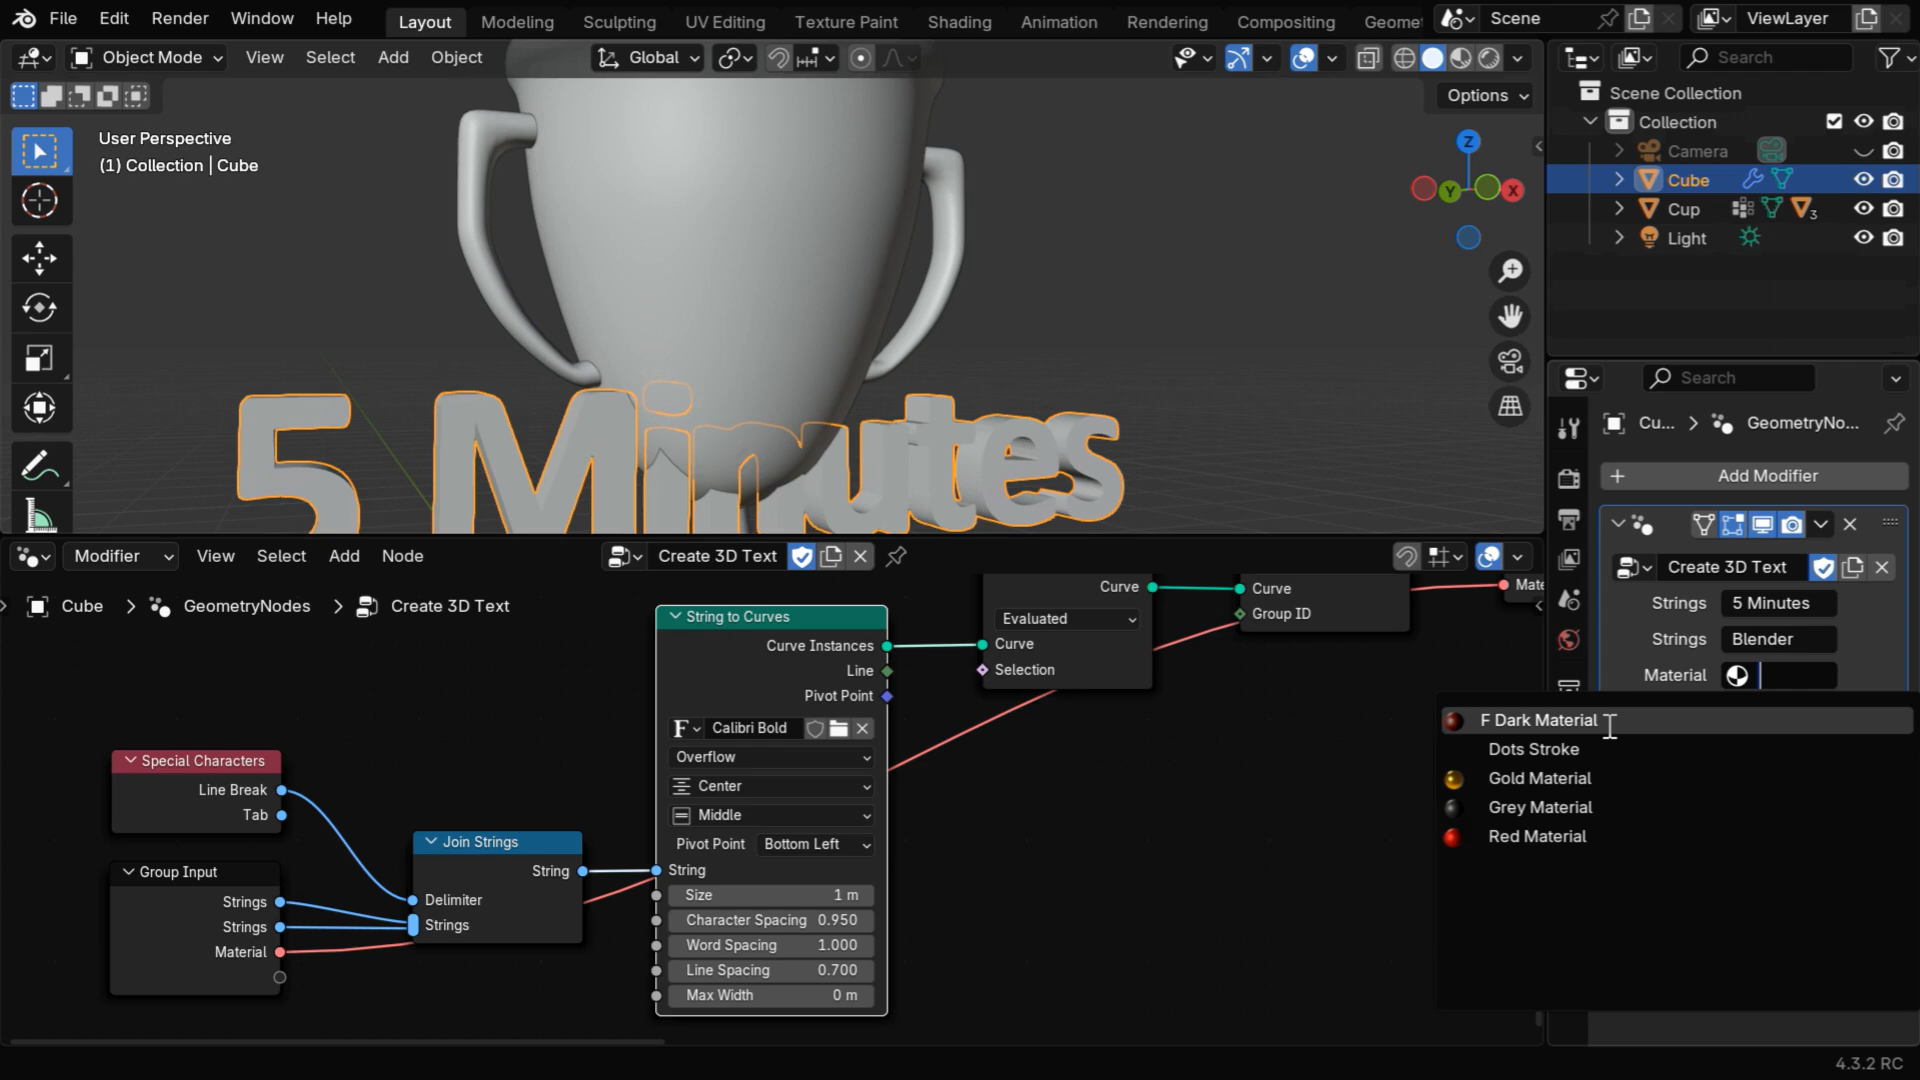 File Edit Render Window Help Layout Modeling Sculpting UV Editing Texture Paint Shading Animation Rendering Compositing Geomet Scene ViewLayer
Object Mode View Select Add Object Global Search
Options
User Perspective
(1) Collection | Cube
Z
Y X
5 Minutes
Scene Collection
Collection
Camera
Cube
Cup 3
Light
Search
Cu... GeometryNo...
Add Modifier
Create 3D Text
Strings 5 Minutes
Strings Blender
Material
F Dark Material
Dots Stroke
Gold Material
Grey Material
Red Material
Modifier View Select Add Node Create 3D Text
Cube GeometryNodes Create 3D Text
Special Characters
Line Break
Tab
Group Input
Strings
Strings
Material
Join Strings
String
Delimiter
Strings
String to Curves
Curve Instances
Line
Pivot Point
F Calibri Bold
Overflow
Center
Middle
Pivot Point Bottom Left
String
Size 1 m
Character Spacing 0.950
Word Spacing 1.000
Line Spacing 0.700
Max Width 0 m
Curve
Evaluated
Curve
Selection
Curve
Group ID
Mate
4.3.2 RC